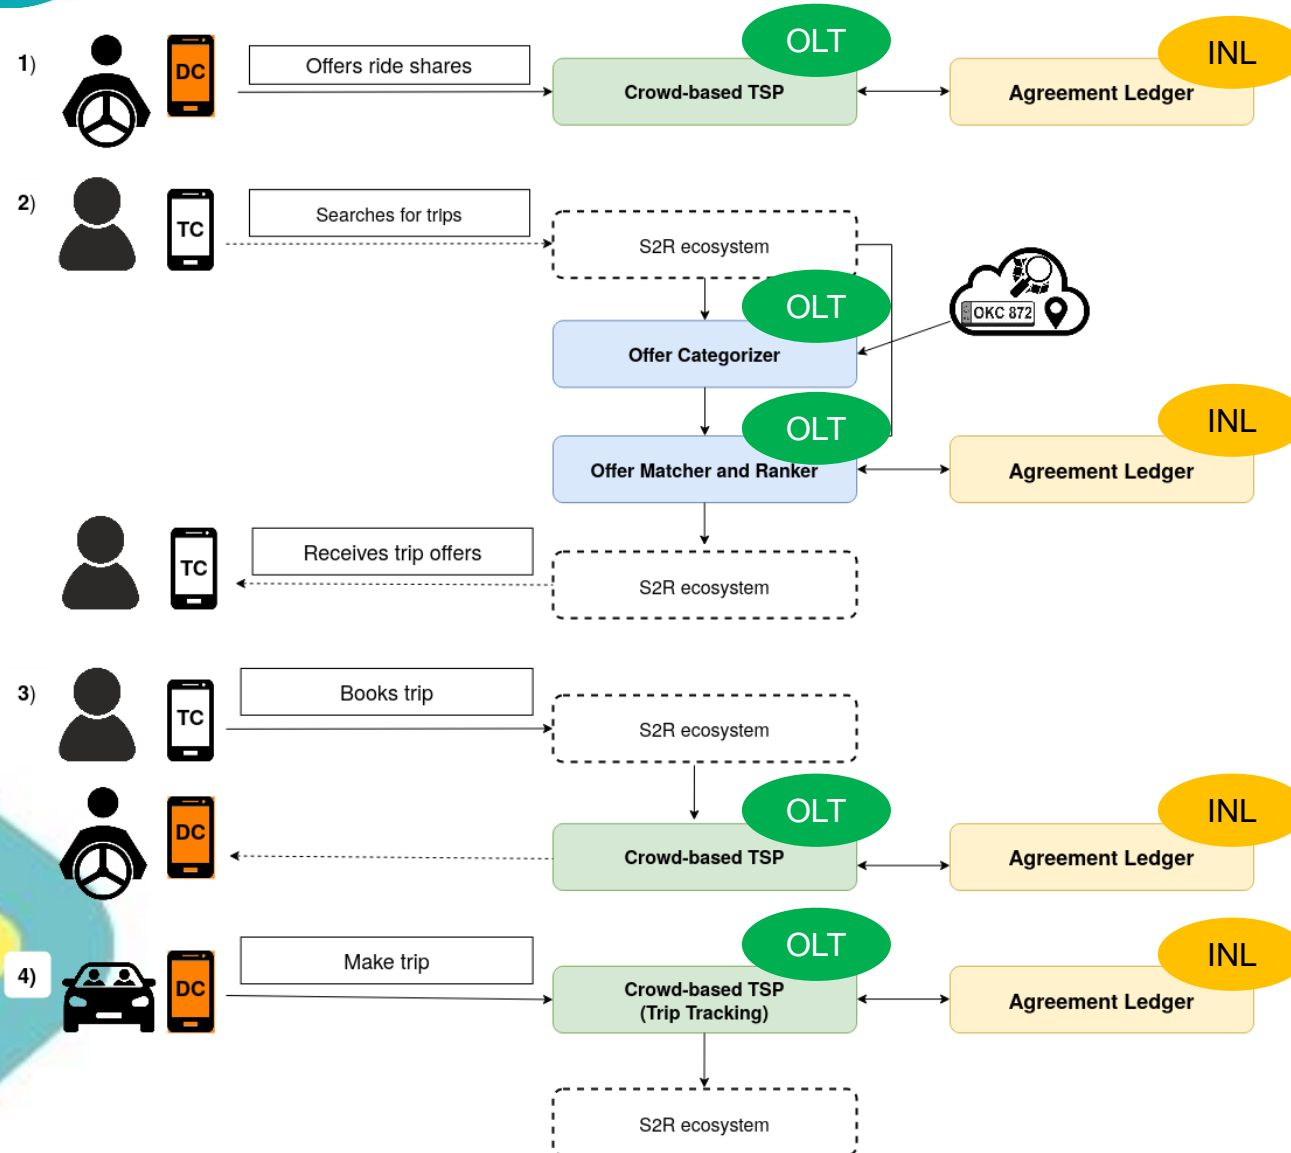 1)
DC
Offers ride shares
OLT
Crowd-based TSP
INL
Agreement Ledger
2)
TC
Searches for trips
S2R ecosystem
OLT
OKC 872
Offer Categorizer
OLT
Offer Matcher and Ranker
INL
Agreement Ledger
TC
Receives trip offers
S2R ecosystem
3)
TC
Books trip
S2R ecosystem
DC
OLT
Crowd-based TSP
INL
Agreement Ledger
4)
DC
Make trip
OLT
Crowd-based TSP
(Trip Tracking)
INL
Agreement Ledger
S2R ecosystem